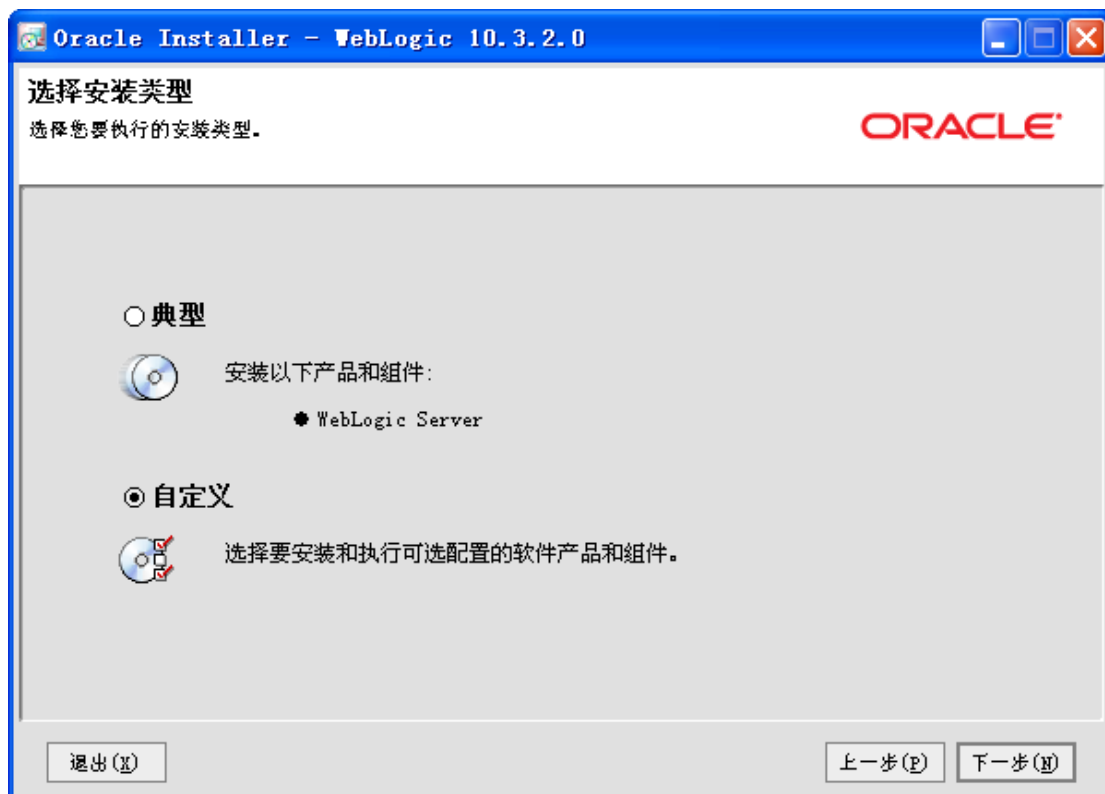 Oracle Installer - WebLogic 10.3.2.0
选择安装类型
选择您要执行的安装类型。
ORACLE
典型
安装以下产品和组件:
WebLogic Server
自定义
选择要安装和执行可选配置的软件产品和组件。
退出(X)
上一步(P)
下一步(N)